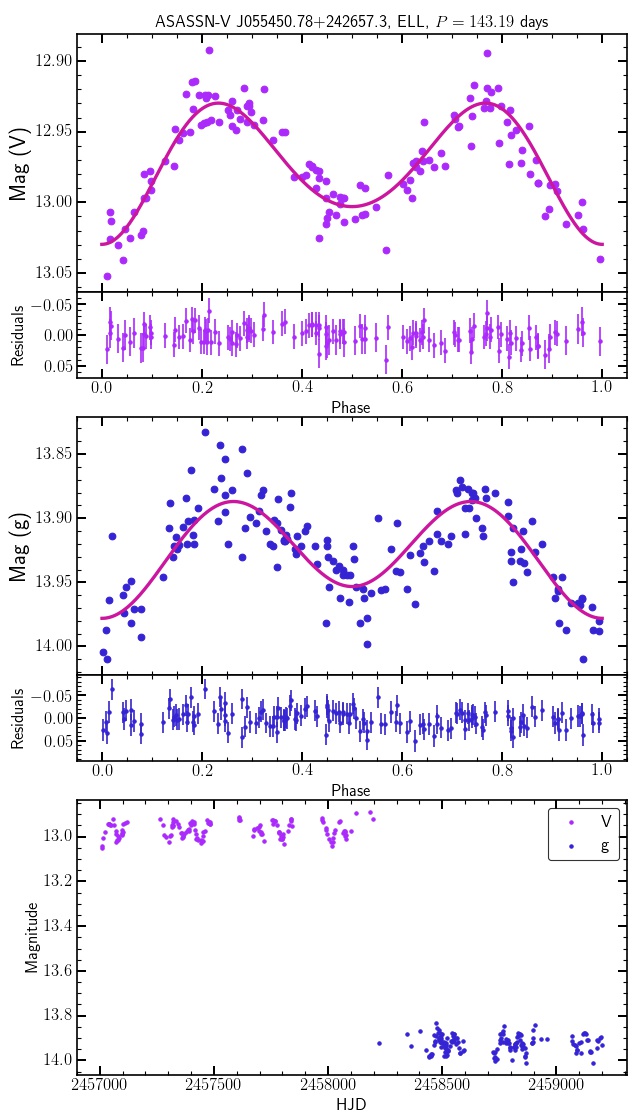 ASASSN-V J055450.78+242657.3, ELL, P = 143.19 days
12.90
12.95
13.00
13.05
Mag (V)
−0.05
0.00
0.05
Residuals
0.0 0.2 0.4 0.6 0.8 1.0
Phase
13.85
13.90
13.95
14.00
Mag (g)
−0.05
0.00
0.05
Residuals
0.0 0.2 0.4 0.6 0.8 1.0
Phase
V
g
13.0
13.2
13.4
13.6
13.8
14.0
Magnitude
2457000 2457500 2458000 2458500 2459000
HJD